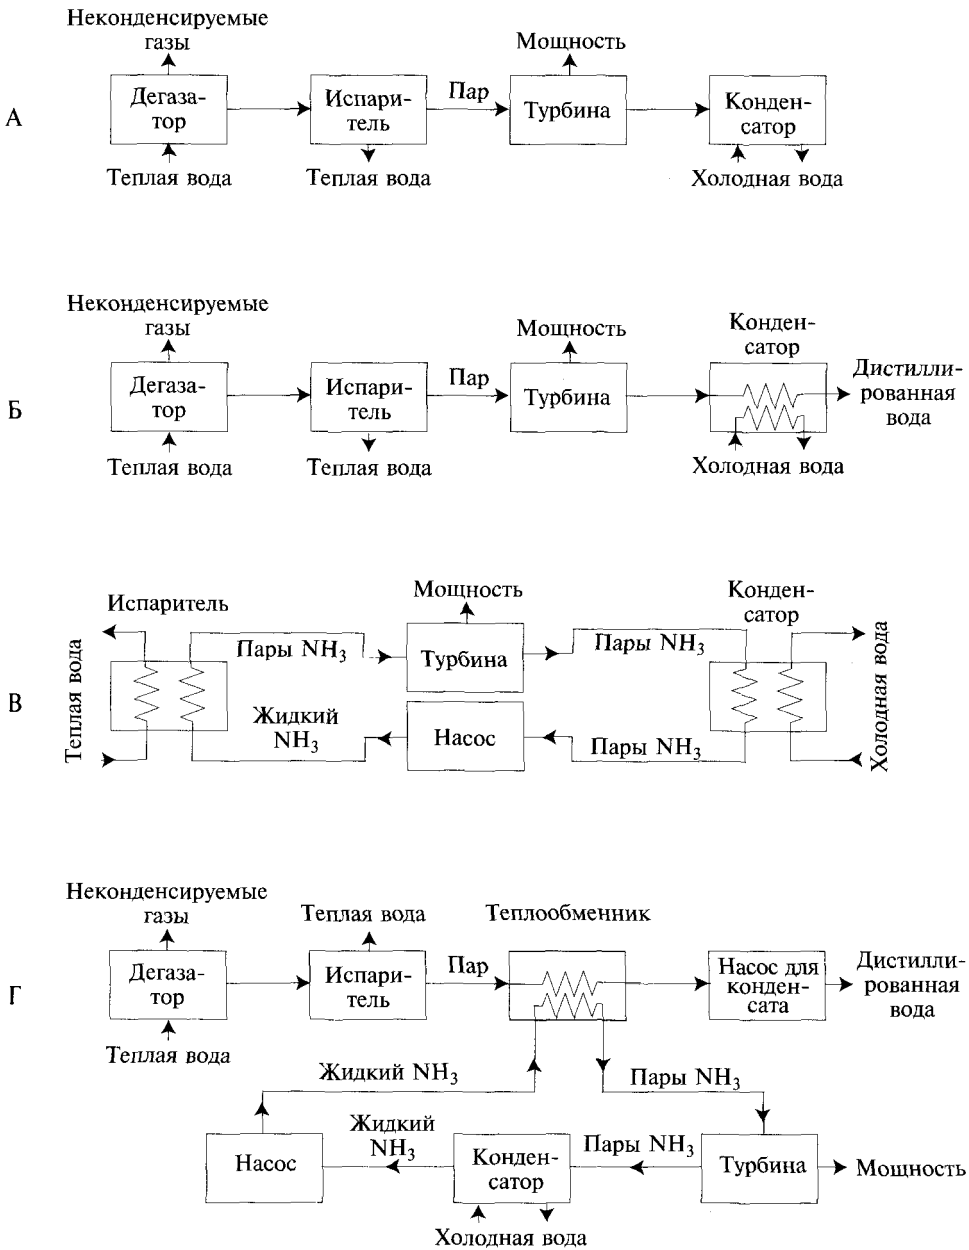 Неконденсируемые
газы
Мощность
А
Дегаза-
тор
Испари-
тель
Пар
Турбина
Конден-
сатор
Теплая вода
Теплая вода
Холодная вода
Неконденсируемые
газы
Мощность
Конден-
сатор
Б
Дегаза-
тор
Испари-
тель
Пар
Турбина
Дистилли-
рованная
вода
Теплая вода
Теплая вода
Холодная вода
В
Испаритель
Мощность
Конден-
сатор
Теплая вода
Пары NH3
Турбина
Пары NH3
Холодная вода
Жидкий
NH3
Насос
Пары NH3
Неконденсируемые
газы
Теплая вода
Теплообменник
Г
Дегаза-
тор
Испари-
тель
Пар
Насос для
конден-
сата
Дистилли-
рованная
вода
Теплая вода
Жидкий NH3
Пары NH3
Насос
Жидкий
NH3
Конден-
сатор
Пары NH3
Турбина
Мощность
Холодная вода